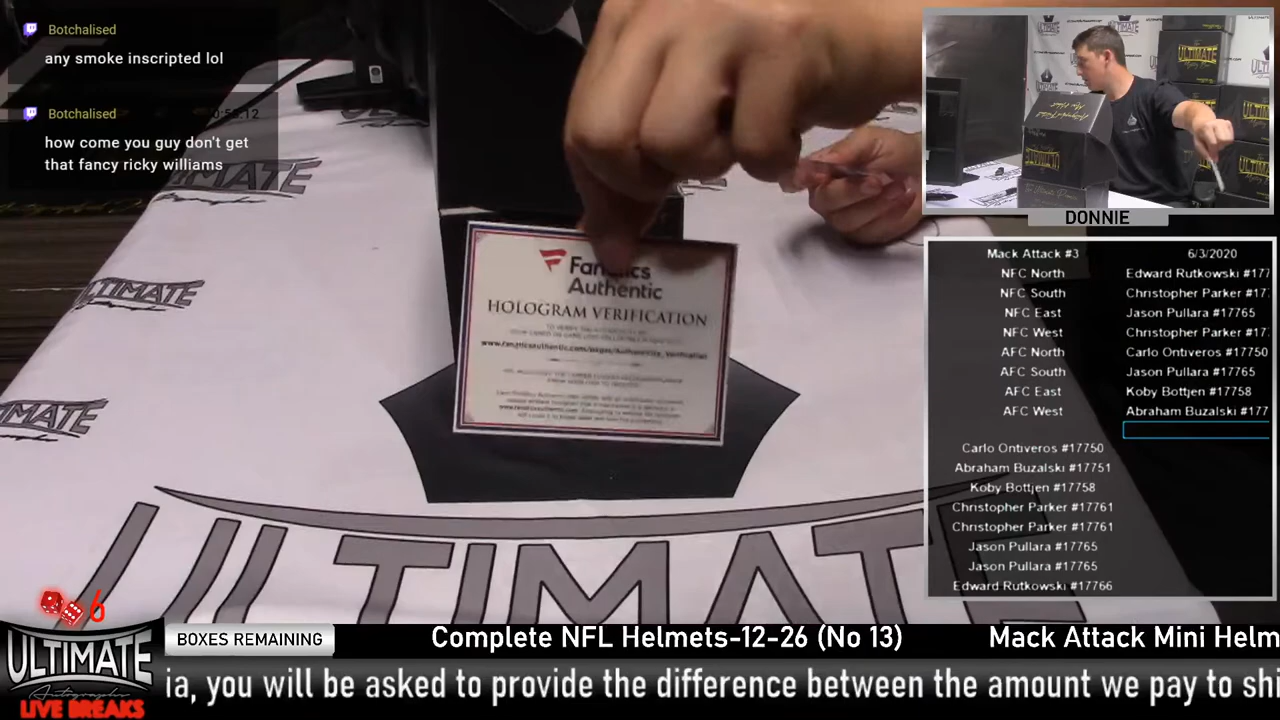 Botchalised
any smoke inscripted lol
Botchalised
how come you guy don't get
that fancy ricky williams
ULTIMATE
ULTIMATE
ULTIMATE
Fanatics
Authentic
HOLOGRAM VERIFICATION
ULTIMATE
DONNIE
Mack Attack #3 6/3/2020
NFC North Edward Rutkowski #177
NFC South Christopher Parker #17
NFC East Jason Pullara #17765
NFC West Christopher Parker #17
AFC North Carlo Ontiveros #17750
AFC South Jason Pullara #17765
AFC East Koby Bottjen #17758
AFC West Abraham Buzalski #177
Carlo Ontiveros #17750
Abraham Buzalski #17751
Koby Bottjen #17758
Christopher Parker #17761
Christopher Parker #17761
Jason Pullara #17765
Jason Pullara #17765
Edward Rutkowski #17766
ULTIMATE
6
ULTIMATE
Autographs
LIVE BREAKS
BOXES REMAINING
Complete NFL Helmets-12-26 (No 13) Mack Attack Mini Helm
ia, you will be asked to provide the difference between the amount we pay to shi